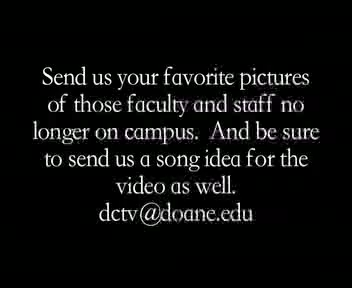 Send us your favorite pictures
of those faculty and staff no
longer on campus.  And be sure
to send us a song idea for the
video as well.
dctv@doane.edu